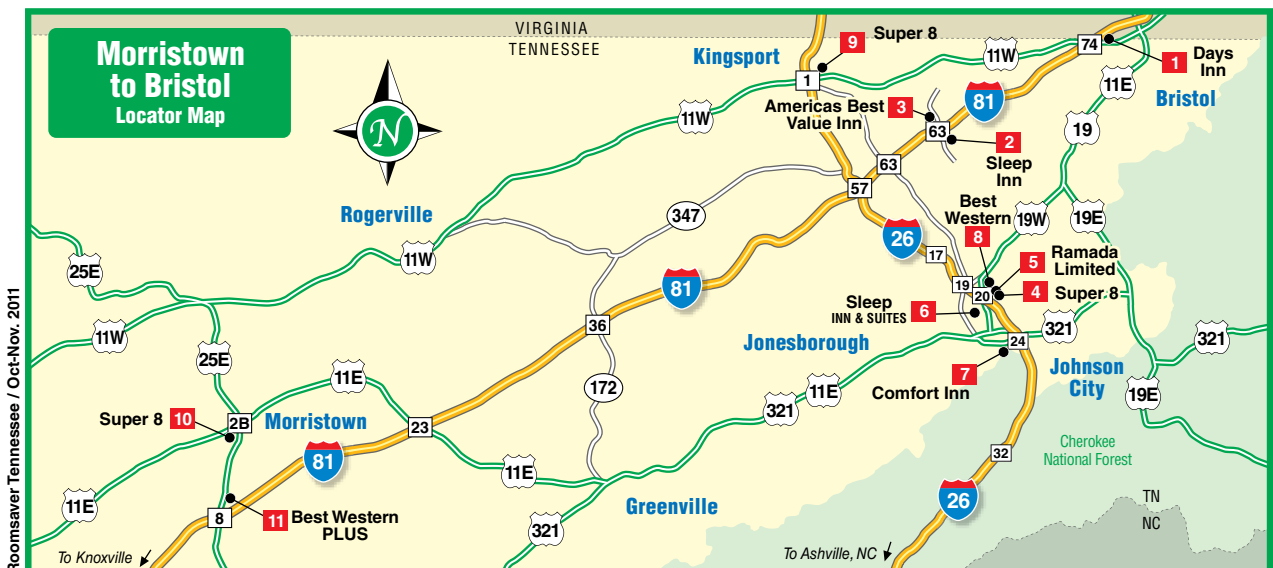 VIRGINIA
TENNESSEE
Morristown
to Bristol
Locator Map
N
Kingsport
9
Super 8
1
11W
74
1
Days
Inn
11E
Bristol
81
11W
Americas Best
Value Inn
3
63
2
Sleep
Inn
19
63
57
Rogerville
347
11W
Best
Western
8
19W
19E
26
17
5
Ramada
Limited
19
20
4
Super 8
25E
81
Sleep
INN & SUITES
6
36
11W
Jonesborough
24
321
321
25E
11E
172
7
Comfort Inn
Johnson
City
11E
321
19E
Super 8
10
2B
Morristown
23
81
32
Cherokee
National Forest
11E
11E
26
TN
NC
8
11
Best Western
PLUS
Greenville
321
To Knoxville
To Ashville, NC
Roomsaver Tennessee / Oct-Nov. 2011